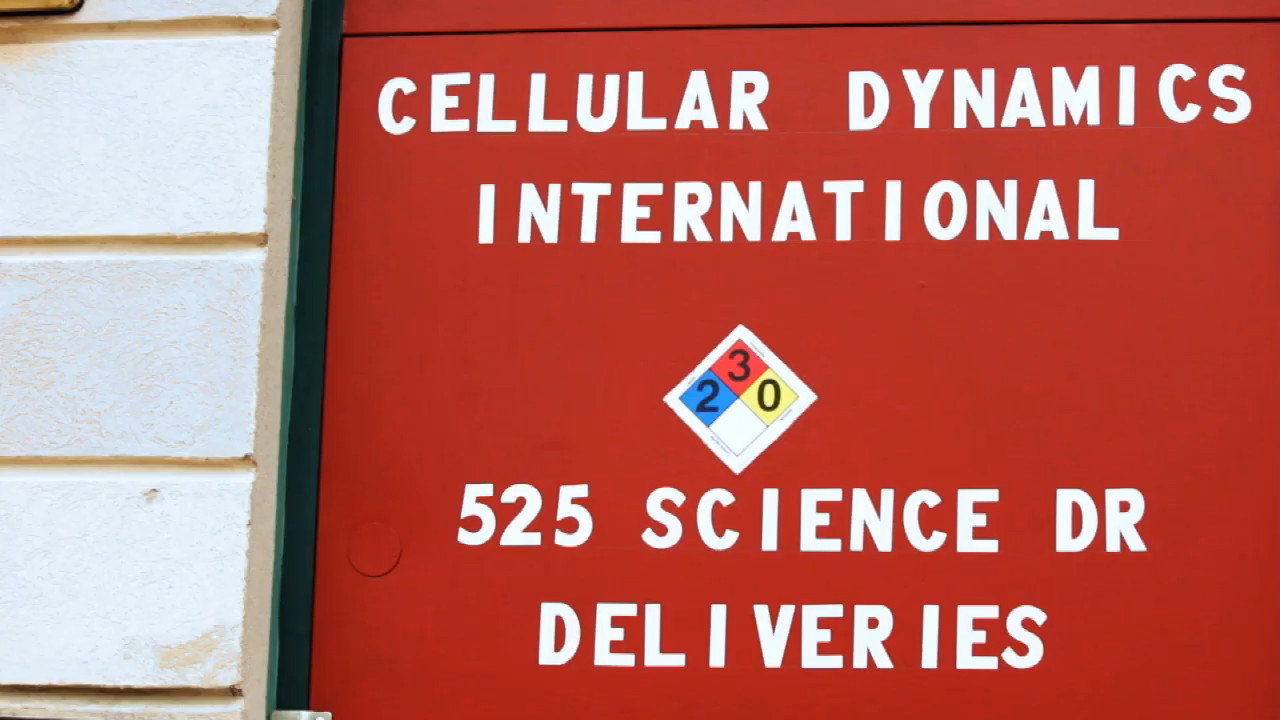 CELLULAR DYNAMICS
INTERNATIONAL
3
2 0
525 SCIENCE DR
DELIVERIES